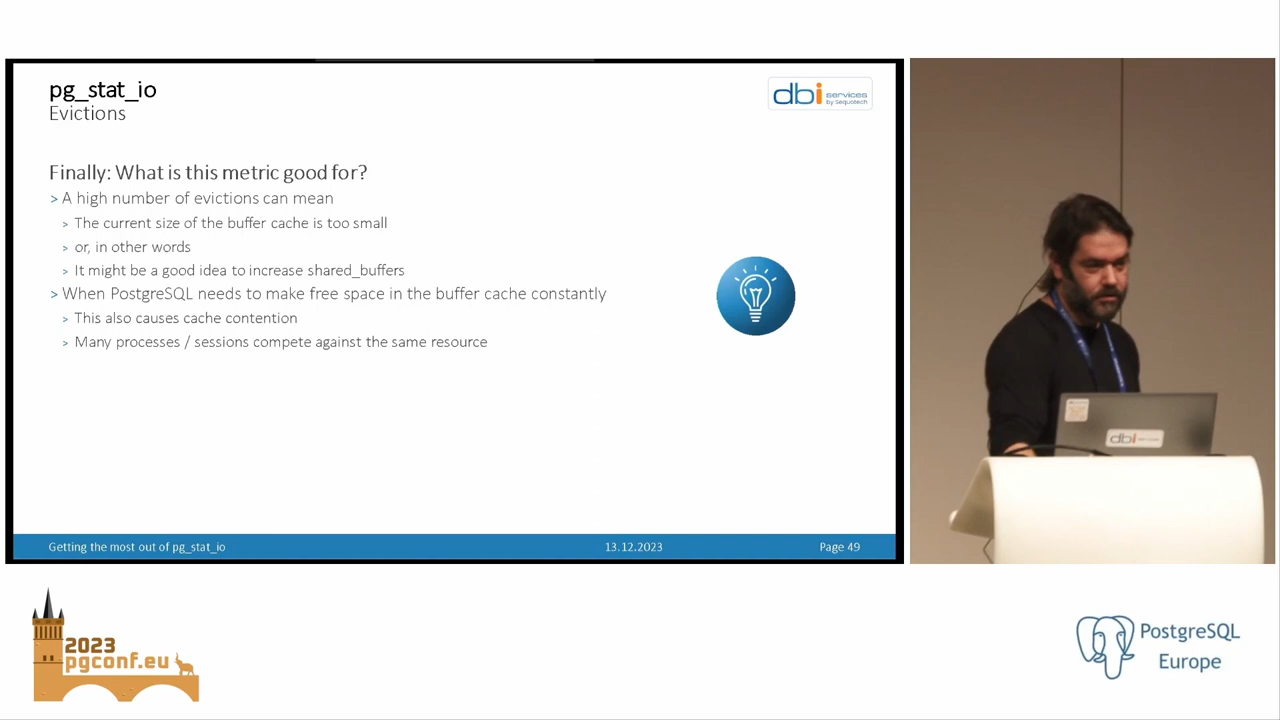 pg_stat_io
Evictions
dbi services
by Sequotech
Finally: What is this metric good for?
> A high number of evictions can mean
> The current size of the buffer cache is too small
> or, in other words
> It might be a good idea to increase shared_buffers
> When PostgreSQL needs to make free space in the buffer cache constantly
> This also causes cache contention
> Many processes / sessions compete against the same resource
Getting the most out of pg_stat_io 13.12.2023 Page 49
dbi
2023
pgconf.eu
PostgreSQL
Europe